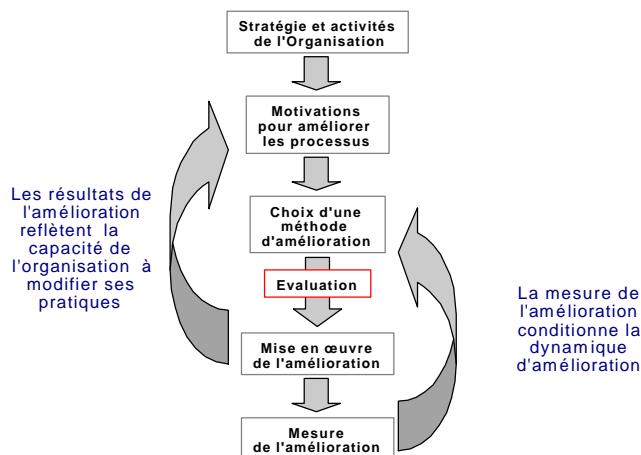 Stratégie et activités
de l'Organisation
Motivations
pour améliorer
les processus
Les résultats de
l'amélioration
reflètent la
capacité de
l'organisation à
modifier ses
pratiques
Choix d'une
méthode
d'amélioration
Evaluation
La mesure de
l'amélioration
conditionne la
dynamique
d'amélioration
Mise en œuvre
de l'amélioration
Mesure
de l'amélioration